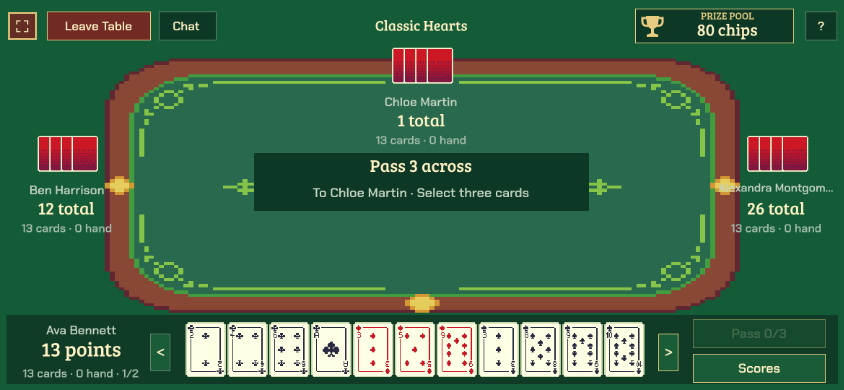 Leave Table
Chat
Classic Hearts
PRIZE POOL
80 chips
?
Chloe Martin
1 total
13 cards · 0 hand
Ben Harrison
12 total
13 cards · 0 hand
Pass 3 across
To Chloe Martin · Select three cards
exandra Montgom...
26 total
13 cards · 0 hand
Ava Bennett
13 points
13 cards · 0 hand · 1/2
<
>
Pass 0/3
Scores